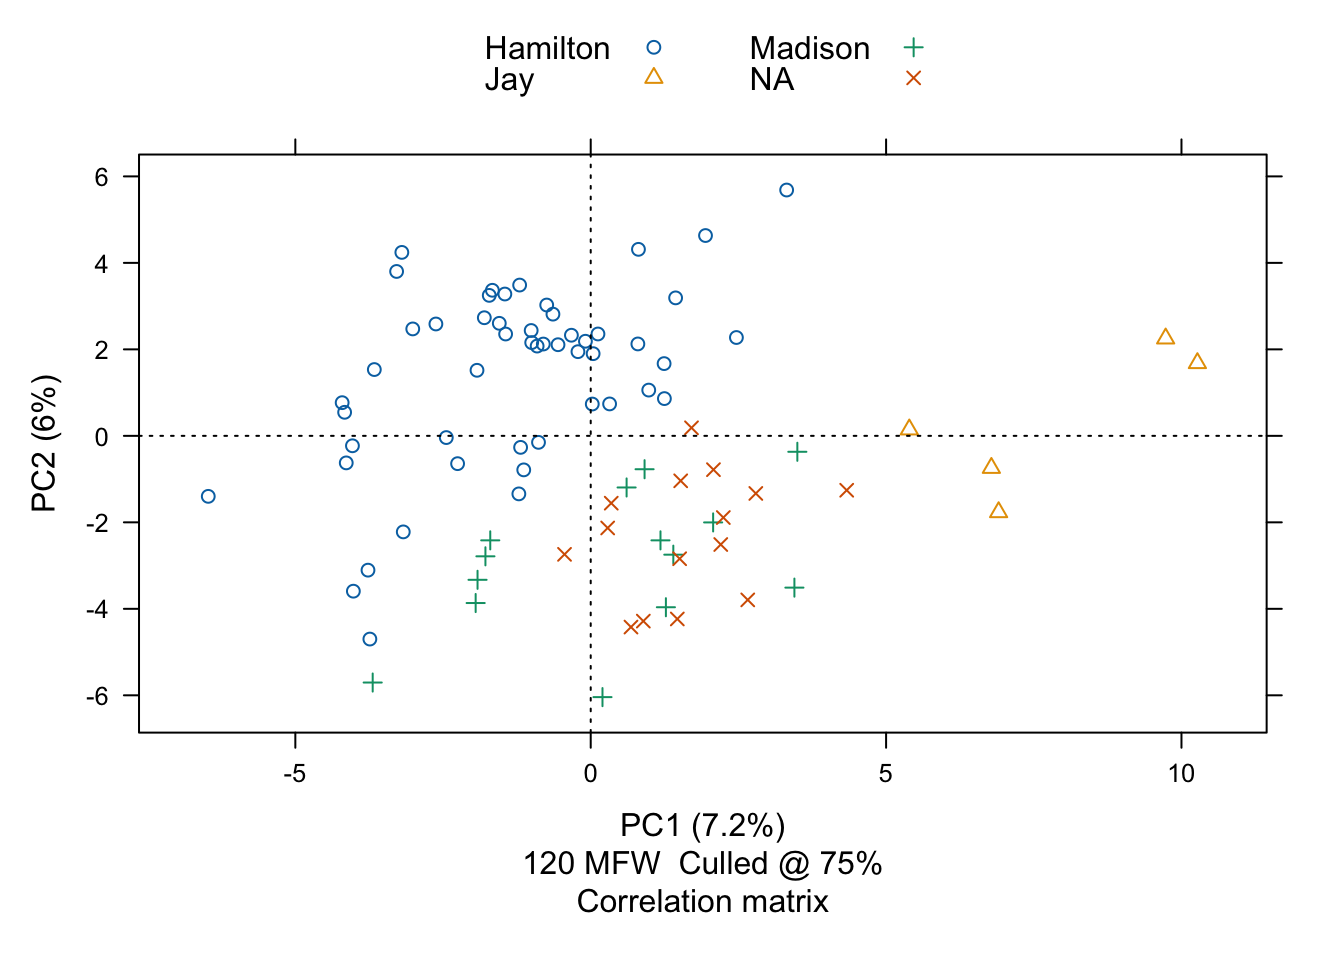 Hamilton Madison
Jay NA
6
4
2
0
-2
-4
-6
PC2 (6%)
-5 0 5 10
PC1 (7.2%)
120 MFW  Culled @ 75%
Correlation matrix